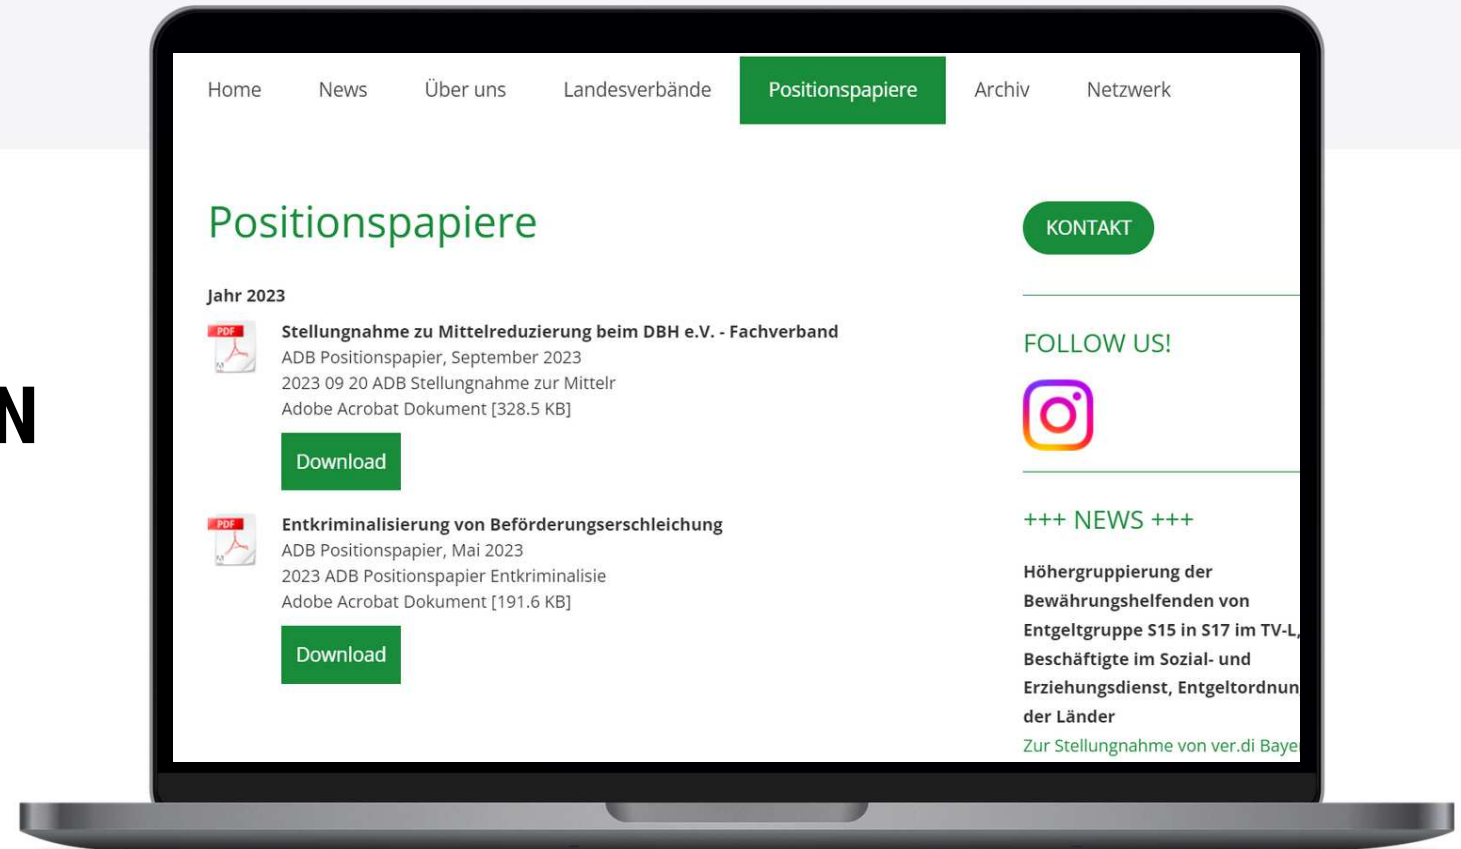 Home News Über uns Landesverbände Positionspapiere Archiv Netzwerk
Positionspapiere
Jahr 2023
PDF
Stellungnahme zu Mittelreduzierung beim DBH e.V. - Fachverband
ADB Positionspapier, September 2023
2023 09 20 ADB Stellungnahme zur Mittelr
Adobe Acrobat Dokument [328.5 KB]
Download
PDF
Entkriminalisierung von Beförderungserschleichung
ADB Positionspapier, Mai 2023
2023 ADB Positionspapier Entkriminalisie
Adobe Acrobat Dokument [191.6 KB]
Download
KONTAKT
FOLLOW US!
+++ NEWS +++
Höhergruppierung der
Bewährungshelfenden von
Entgeltgruppe S15 in S17 im TV-L,
Beschäftigte im Sozial- und
Erziehungsdienst, Entgeltordnun
der Länder
Zur Stellungnahme von ver.di Baye
N